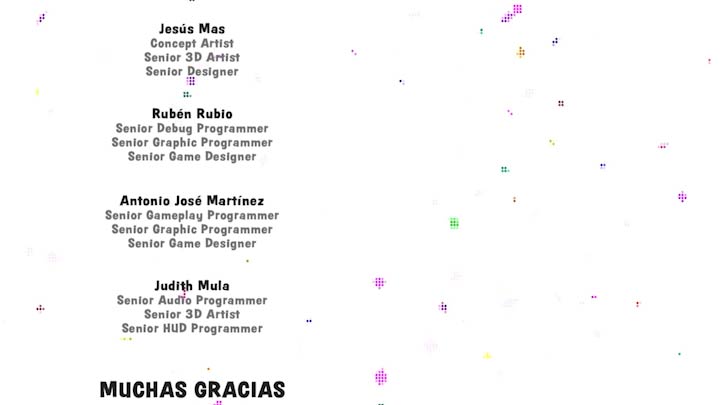 Jesús Mas
Concept Artist
Senior 3D Artist
Senior Designer
Rubén Rubio
Senior Debug Programmer
Senior Graphic Programmer
Senior Game Designer
Antonio José Martínez
Senior Gameplay Programmer
Senior Graphic Programmer
Senior Game Designer
Judith Mula
Senior Audio Programmer
Senior 3D Artist
Senior HUD Programmer
MUCHAS GRACIAS